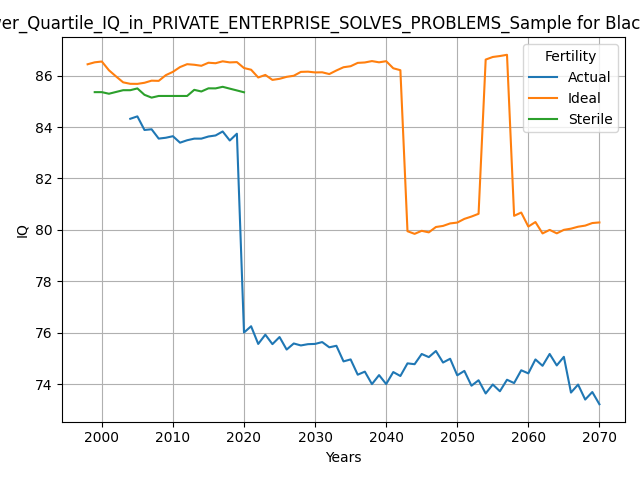 wer_Quartile_IQ_in_PRIVATE_ENTERPRISE_SOLVES_PROBLEMS_Sample for Blac
Fertility
Actual
Ideal
Sterile
86
84
82
80
78
76
74
IQ
2000 2010 2020 2030 2040 2050 2060 2070
Years